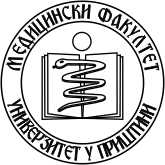 МЕДИЦИНСКИ ФАКУЛТЕТ
УНИВЕРЗИТЕТ У ПРИШТИНИ